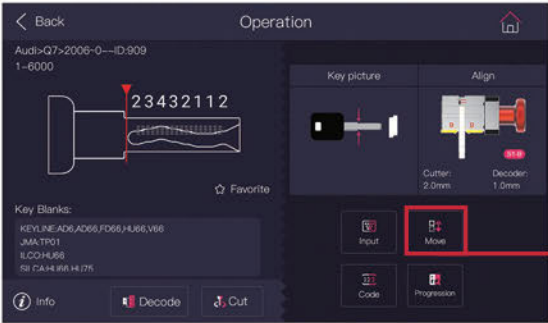 Back
Operation
Audi>Q7>2006-0--ID:909
1-6000
23432112
Favorite
Key Blanks:
KEYLINE:AD6,AD66,FD66,HU66,V66
JMA:TP01
ILCO:HU66
SILCA:HU66 HU75
Info
Decode
Cut
Key picture
Align
S1-B
Cutter:
2.0mm
Decoder:
1.0mm
Input
Move
Code
Progression